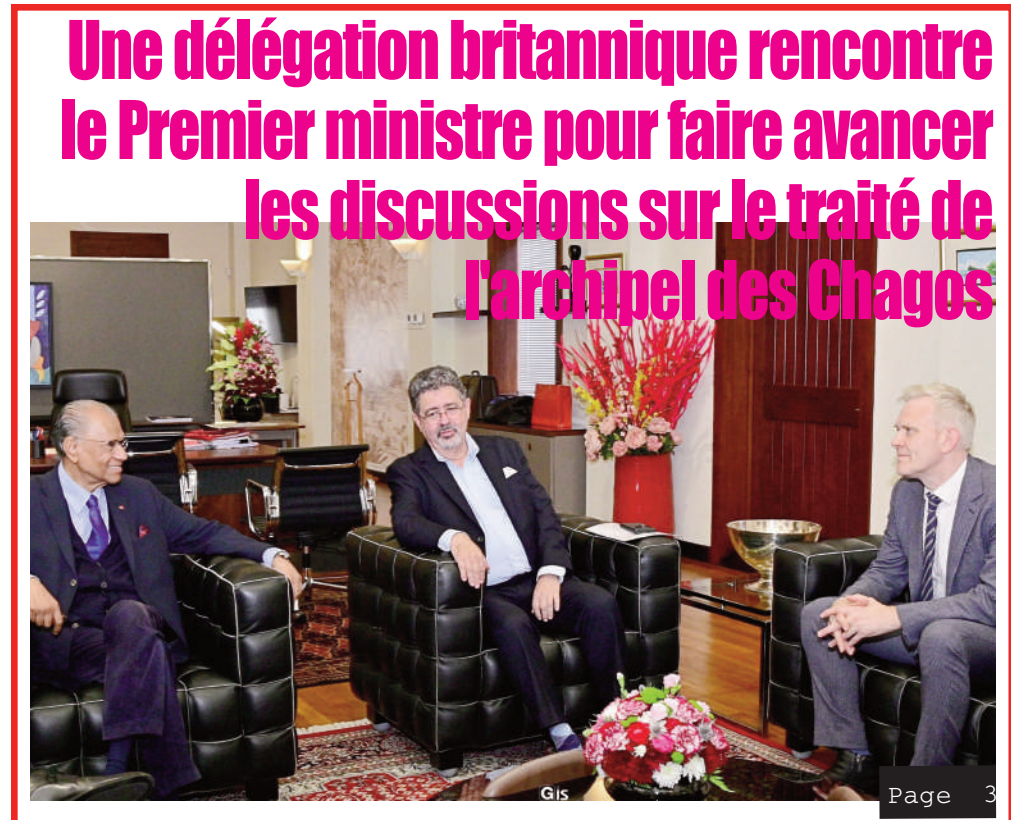 Une délégation britannique rencontre
le Premier ministre pour faire avancer
les discussions sur le traité de
l'archipel des Chagos
Gis
Page 3